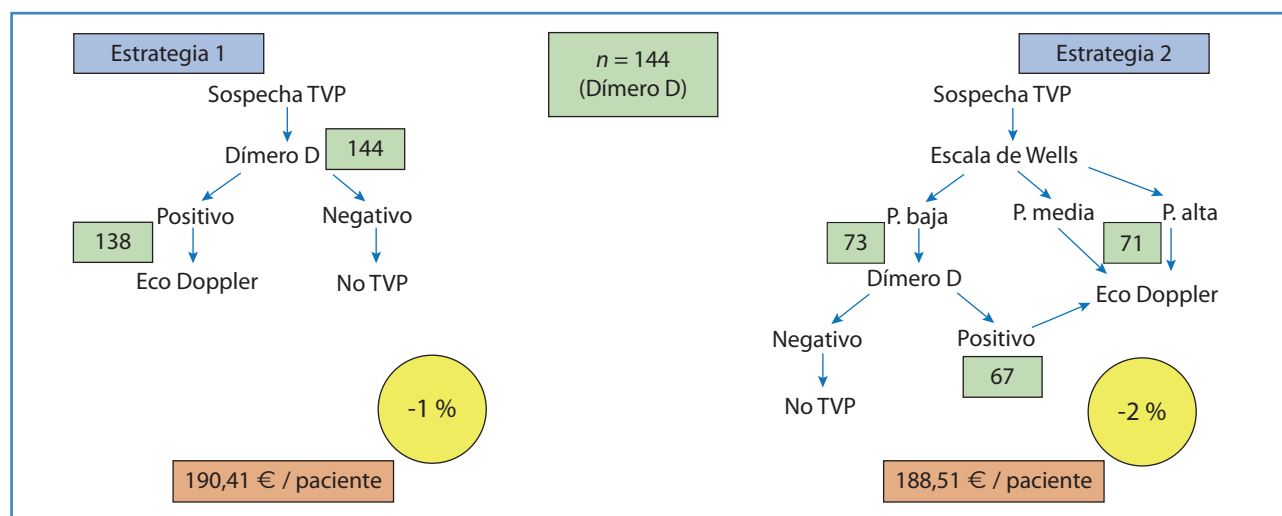 Estrategia 1
Sospecha TVP
Dímero D
144
Positivo
Negativo
138
Eco Doppler
No TVP
-1 %
190,41 € / paciente
n = 144
(Dímero D)
Estrategia 2
Sospecha TVP
Escala de Wells
P. baja
P. media
P. alta
73
71
Dímero D
Eco Doppler
Negativo
Positivo
67
No TVP
-2 %
188,51 € / paciente